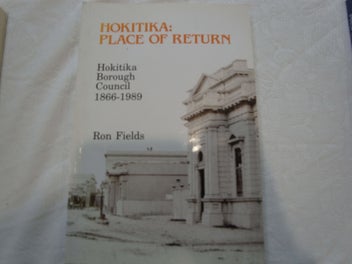 HOKITIKA:
PLACE OF RETURN
Hokitika
Borough
Council
1866-1989
Ron Fields